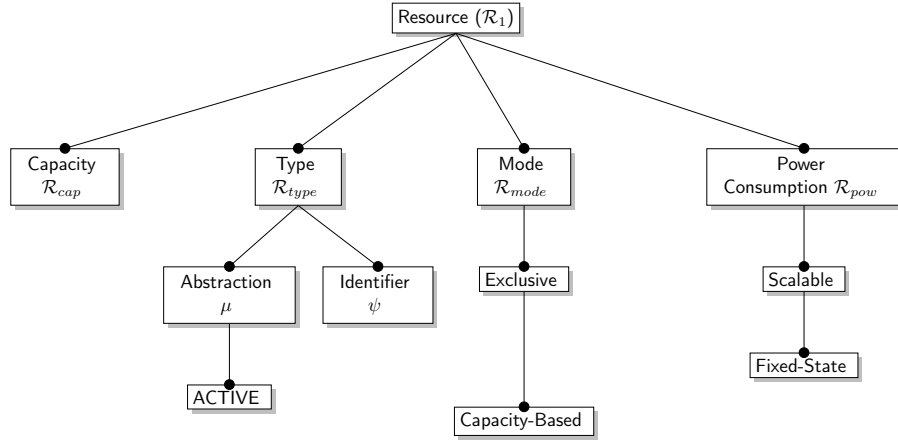 Resource (ℛ₁)
Capacity
ℛ_cap
Type
ℛ_type
Mode
ℛ_mode
Power
Consumption ℛ_pow
Abstraction
μ
Identifier
ψ
Exclusive
Scalable
Fixed-State
ACTIVE
Capacity-Based